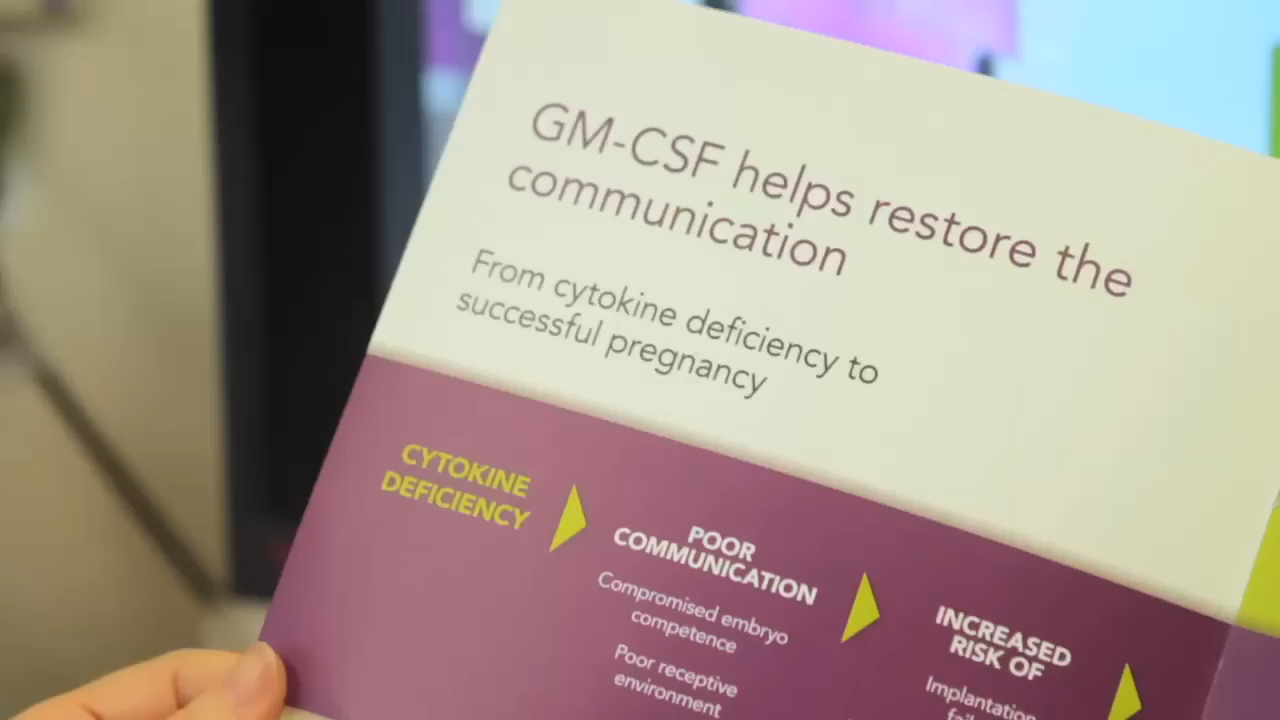 GM-CSF helps restore the
communication
From cytokine deficiency to
successful pregnancy
CYTOKINE
DEFICIENCY
POOR
COMMUNICATION
Compromised embryo
competence
Poor receptive
environment
INCREASED
RISK OF
Implantation